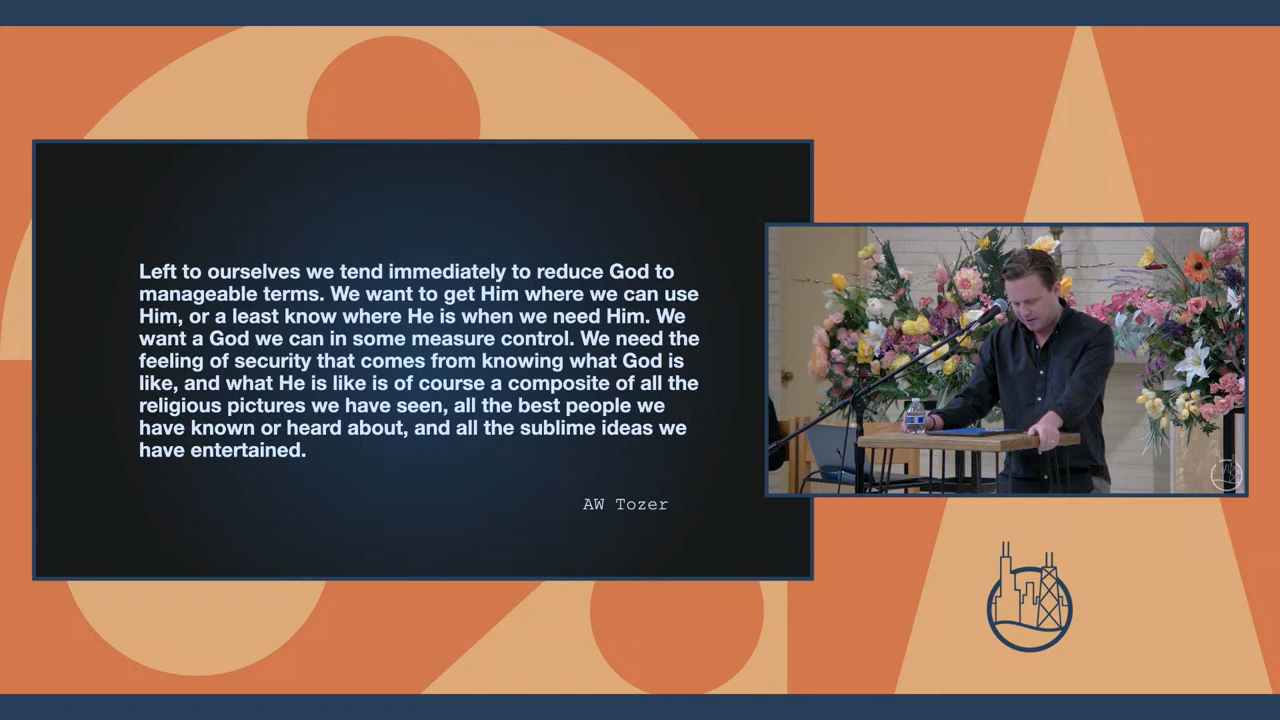 Left to ourselves we tend immediately to reduce God to
manageable terms. We want to get Him where we can use
Him, or a least know where He is when we need Him. We
want a God we can in some measure control. We need the
feeling of security that comes from knowing what God is
like, and what He is like is of course a composite of all the
religious pictures we have seen, all the best people we
have known or heard about, and all the sublime ideas we
have entertained.
AW Tozer